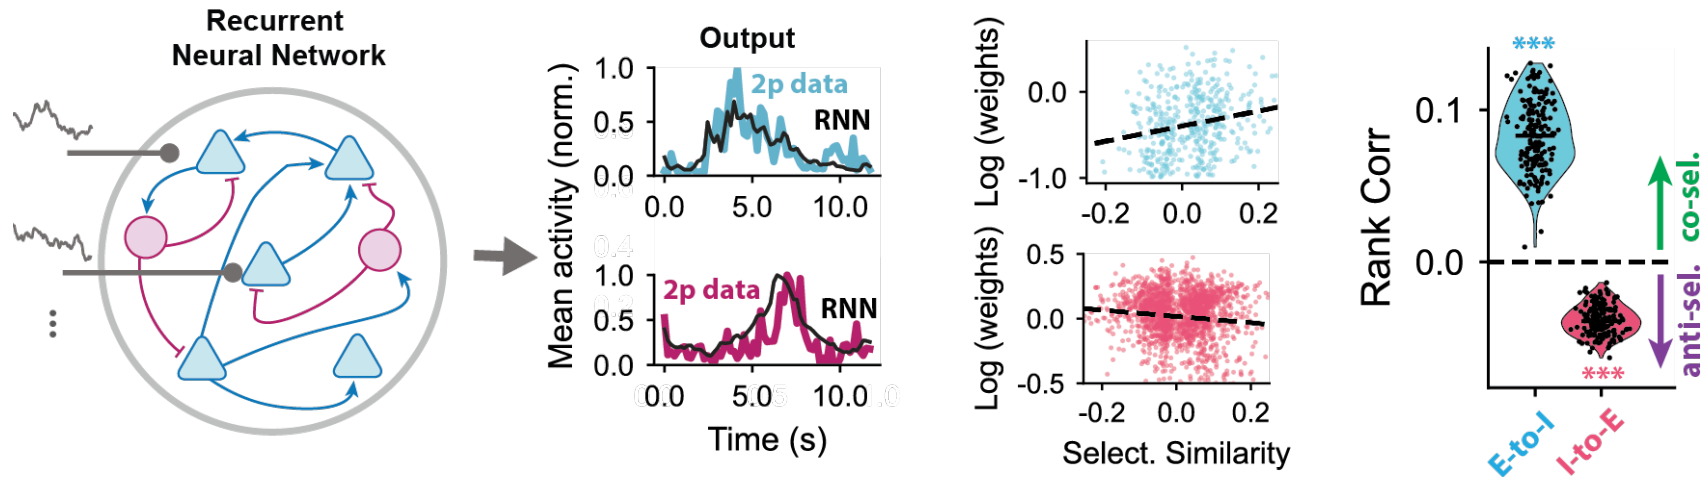 Recurrent
Neural Network
Output
Mean activity (norm.)
1.0
0.5
0.0
2p data
RNN
0.0
5.0
10.0
0.4
1.0
0.5
0.0
2p data
RNN
0.0
5.0
10.0
Time (s)
Log (weights)
0.0
-1.0
-0.2
0.0
0.2
Log (weights)
0.5
0.0
-0.5
-0.2
0.0
0.2
Select. Similarity
Rank Corr
0.1
0.0
***
***
co-sel.
anti-sel.
E-to-I
I-to-E